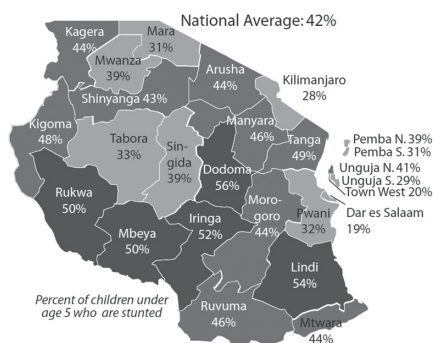 National Average: 42%
Kagera
44%
Mara
31%
Mwanza
39%
Arusha
44%
Kilimanjaro
28%
Shinyanga 43%
Kigoma
48%
Tabora
33%
Sin-
gida
39%
Manyara
46%
Tanga
49%
Pemba N. 39%
Pemba S. 31%
Unguja N. 41%
Unguja S. 29%
Town West 20%
Dar es Salaam
19%
Dodoma
56%
Rukwa
50%
Mbeya
50%
Iringa
52%
Moro-
goro
44%
Pwani
32%
Lindi
54%
Percent of children under
age 5 who are stunted
Ruvuma
46%
Mtwara
44%